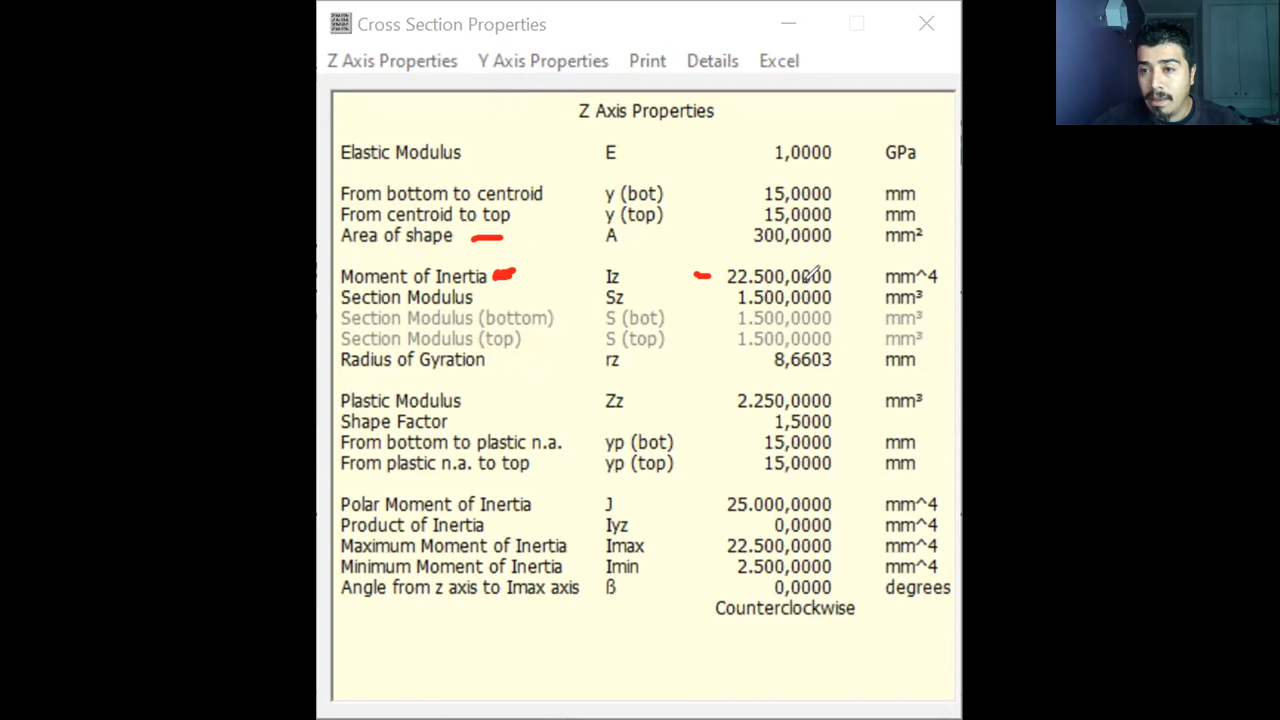 Cross Section Properties
Z Axis Properties Y Axis Properties Print Details Excel
Z Axis Properties
Elastic Modulus E 1,0000 GPa
From bottom to centroid y (bot) 15,0000 mm
From centroid to top y (top) 15,0000 mm
Area of shape A 300,0000 mm²
Moment of Inertia Iz 22.500,0000 mm^4
Section Modulus Sz 1.500,0000 mm³
Section Modulus (bottom) S (bot) 1.500,0000 mm³
Section Modulus (top) S (top) 1.500,0000 mm³
Radius of Gyration rz 8,6603 mm
Plastic Modulus Zz 2.250,0000 mm³
Shape Factor 1,5000
From bottom to plastic n.a. yp (bot) 15,0000 mm
From plastic n.a. to top yp (top) 15,0000 mm
Polar Moment of Inertia J 25.000,0000 mm^4
Product of Inertia Iyz 0,0000 mm^4
Maximum Moment of Inertia Imax 22.500,0000 mm^4
Minimum Moment of Inertia Imin 2.500,0000 mm^4
Angle from z axis to Imax axis ß 0,0000 degrees
Counterclockwise